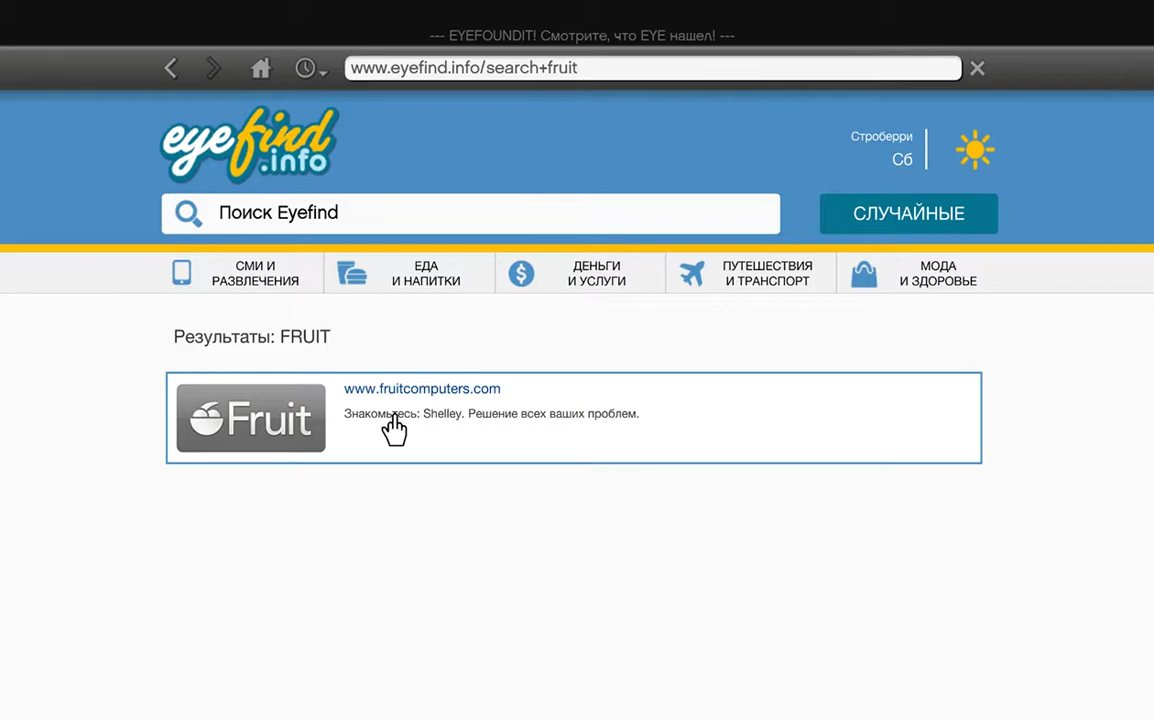 --- EYEFOUNDIT! Смотрите, что EYE нашел! ---
www.eyefind.info/search+fruit
eyefind
.info
Строберри
Сб
Поиск Eyefind
СЛУЧАЙНЫЕ
СМИ И
РАЗВЛЕЧЕНИЯ
ЕДА
И НАПИТКИ
ДЕНЬГИ
И УСЛУГИ
ПУТЕШЕСТВИЯ
И ТРАНСПОРТ
МОДА
И ЗДОРОВЬЕ
Результаты: FRUIT
Fruit
www.fruitcomputers.com
Знакомьтесь: Shelley. Решение всех ваших проблем.